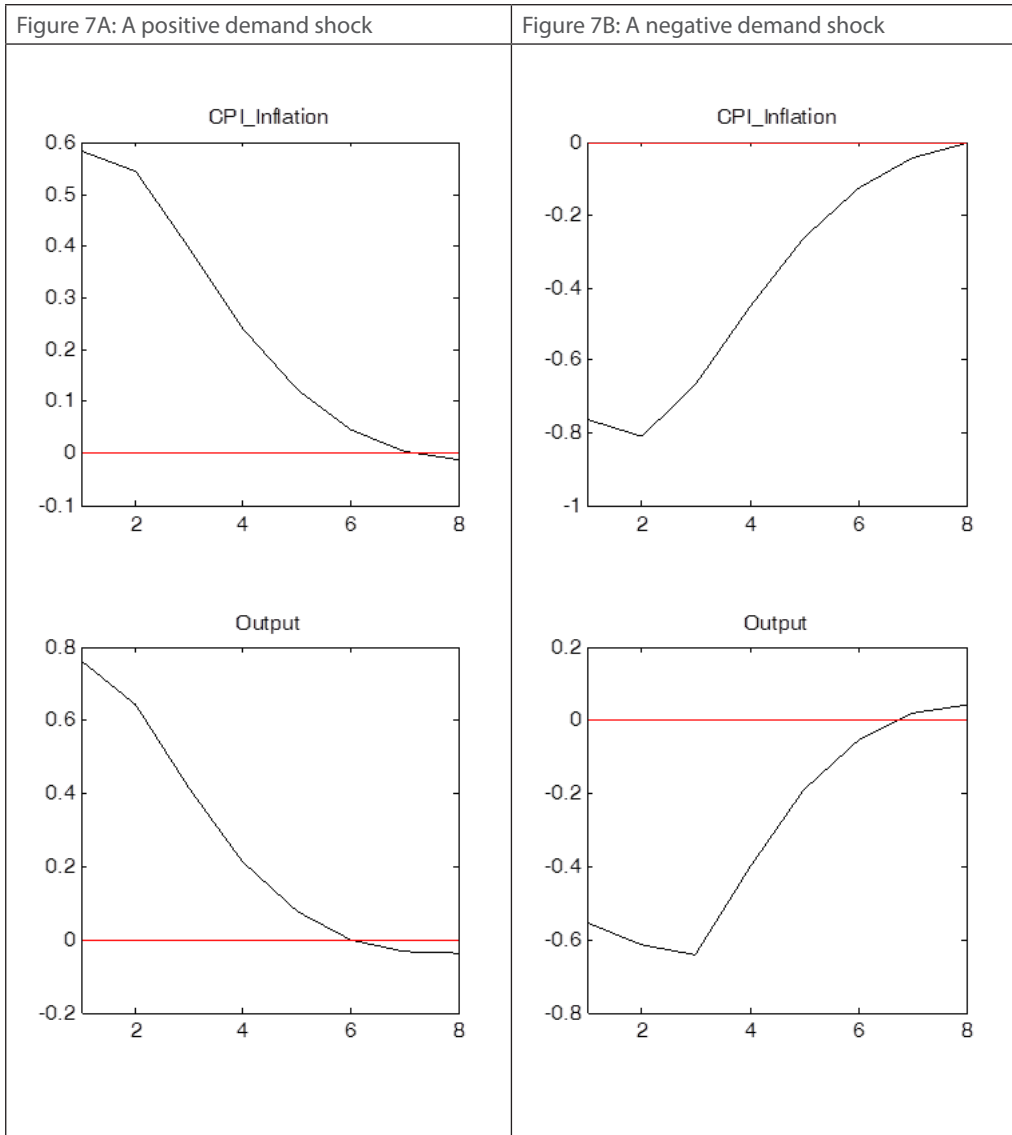 Figure 7A: A positive demand shock
Figure 7B: A negative demand shock
CPI_Inflation
0.6
0.5
0.4
0.3
0.2
0.1
0
-0.1
2 4 6 8
CPI_Inflation
0
-0.2
-0.4
-0.6
-0.8
-1
2 4 6 8
Output
0.8
0.6
0.4
0.2
0
-0.2
2 4 6 8
Output
0.2
0
-0.2
-0.4
-0.6
-0.8
2 4 6 8